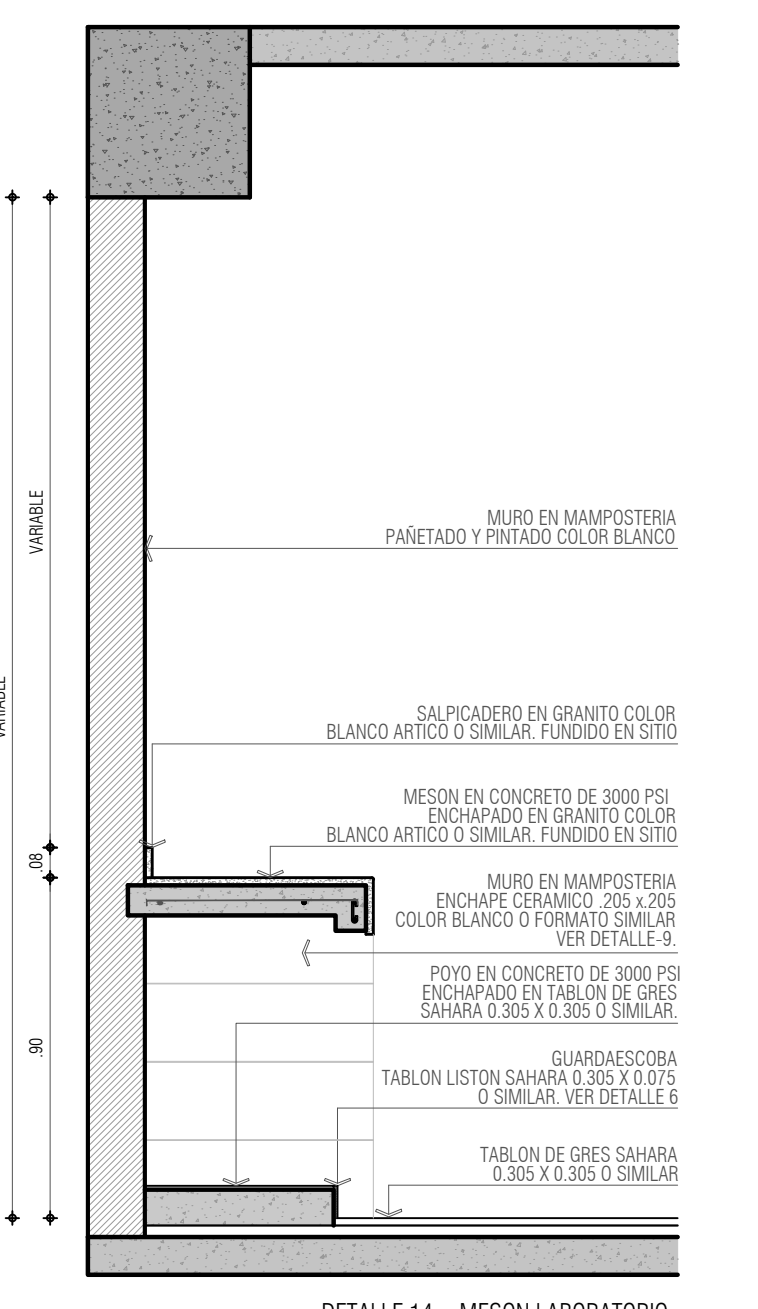 MURO EN MAMPOSTERIA
PAÑETADO Y PINTADO COLOR BLANCO
VARIABLE
VARIABLE
SALPICADERO EN GRANITO COLOR
BLANCO ARTICO O SIMILAR. FUNDIDO EN SITIO
MESON EN CONCRETO DE 3000 PSI
ENCHAPADO EN GRANITO COLOR
BLANCO ARTICO O SIMILAR. FUNDIDO EN SITIO
.08
MURO EN MAMPOSTERIA
ENCHAPE CERAMICO .205 x.205
COLOR BLANCO O FORMATO SIMILAR
VER DETALLE-9.
POYO EN CONCRETO DE 3000 PSI
ENCHAPADO EN TABLON DE GRES
SAHARA 0.305 X 0.305 O SIMILAR.
.90
GUARDAESCOBA
TABLON LISTON SAHARA 0.305 X 0.075
O SIMILAR. VER DETALLE 6
TABLON DE GRES SAHARA
0.305 X 0.305 O SIMILAR
DETALLE 14 - MESON LABORATORIO